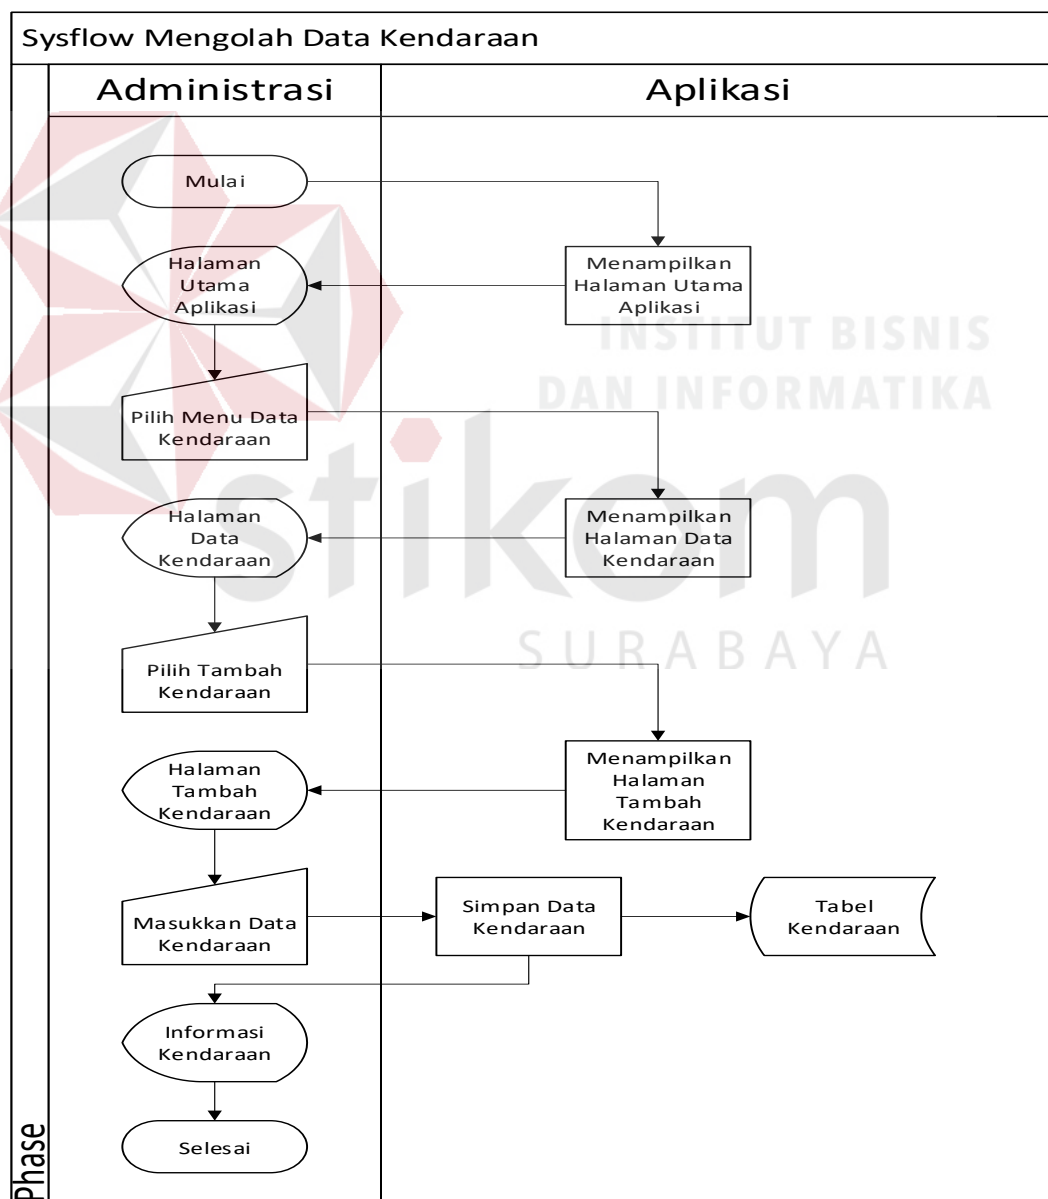 Sysflow Mengolah Data Kendaraan
Administrasi
Aplikasi
Mulai
Halaman
Utama
Aplikasi
Menampilkan
Halaman Utama
Aplikasi
INSTITUT BISNIS
DAN INFORMATIKA
Pilih Menu Data
Kendaraan
stikom
SURABAYA
Halaman
Data
Kendaraan
Menampilkan
Halaman Data
Kendaraan
Pilih Tambah
Kendaraan
Halaman
Tambah
Kendaraan
Menampilkan
Halaman
Tambah
Kendaraan
Masukkan Data
Kendaraan
Simpan Data
Kendaraan
Tabel
Kendaraan
Informasi
Kendaraan
Selesai
Phase